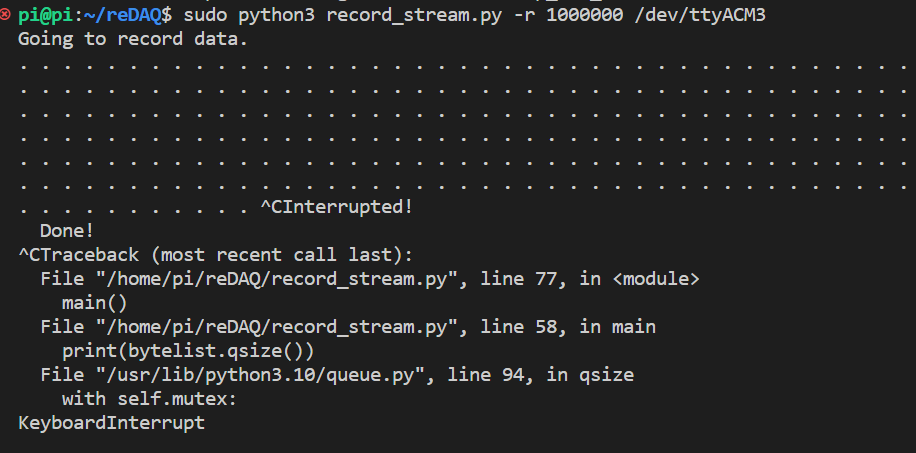 pi@pi:~/reDAQ$ sudo python3 record_stream.py -r 1000000 /dev/ttyACM3
Going to record data.
. . . . . . . . . . . . . . . . . . . . . . . . . . . . . . . . . . . . . . . . .
. . . . . . . . . . . . . . . . . . . . . . . . . . . . . . . . . . . . . . . . .
. . . . . . . . . . . . . . . . . . . . . . . . . . . . . . . . . . . . . . . . .
. . . . . . . . . . . . . . . . . . . . . . . . . . . . . . . . . . . . . . . . .
. . . . . . . . . . . . . . . . . . . . . . . . . . . . . . . . . . . . . . . . .
. . . . . . . . . . . . . . . . . . . . . . . . . . . . . . . . . . . . . . . . .
. . . . . . . . . . . ^CInterrupted!
  Done!
^CTraceback (most recent call last):
  File "/home/pi/reDAQ/record_stream.py", line 77, in <module>
    main()
  File "/home/pi/reDAQ/record_stream.py", line 58, in main
    print(bytelist.qsize())
  File "/usr/lib/python3.10/queue.py", line 94, in qsize
    with self.mutex:
KeyboardInterrupt